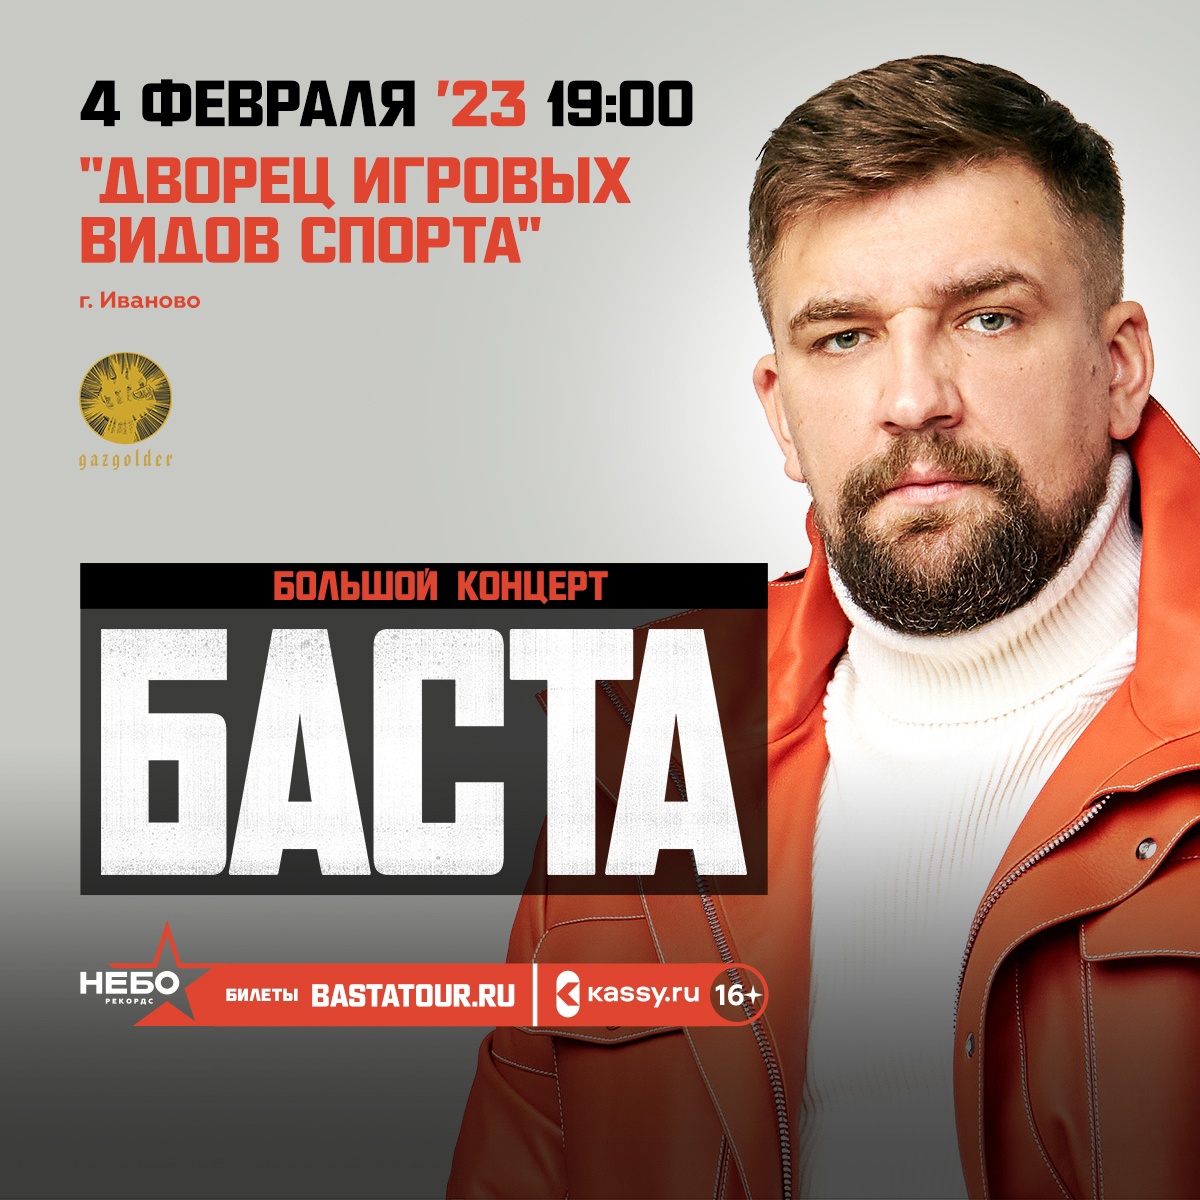 4 ФЕВРАЛЯ '23 19:00
"ДВОРЕЦ ИГРОВЫХ
ВИДОВ СПОРТА"
г. Иваново
gazgolder
БОЛЬШОЙ КОНЦЕРТ
БАСТА
НЕБО
РЕКОРДС
БИЛЕТЫ BASTATOUR.RU kassy.ru 16+